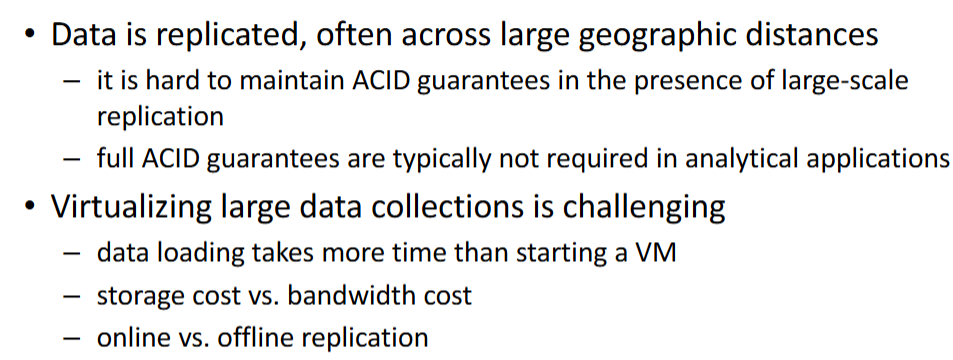 • Data is replicated, often across large geographic distances
– it is hard to maintain ACID guarantees in the presence of large-scale
replication
– full ACID guarantees are typically not required in analytical applications
• Virtualizing large data collections is challenging
– data loading takes more time than starting a VM
– storage cost vs. bandwidth cost
– online vs. offline replication